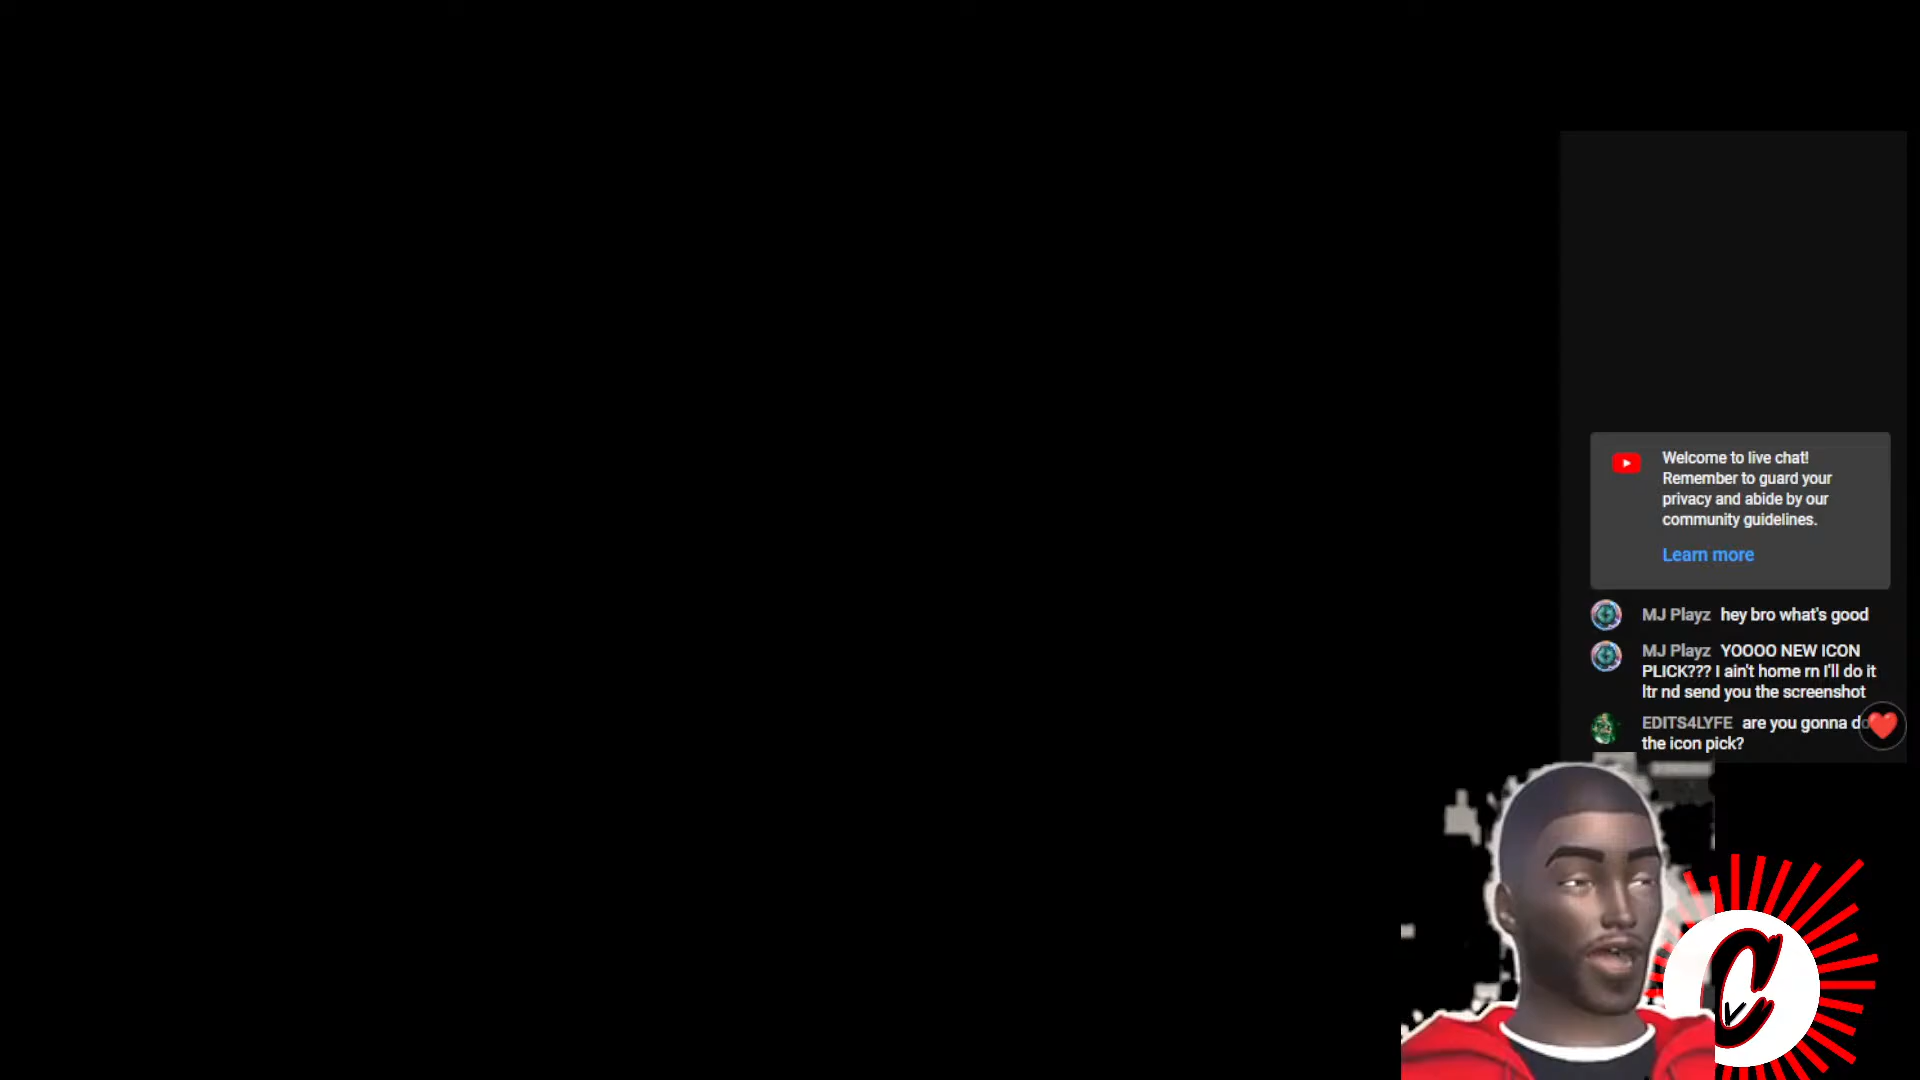 Welcome to live chat!
Remember to guard your
privacy and abide by our
community guidelines.
Learn more
MJ Playz hey bro what's good
MJ Playz YOOOO NEW ICON
PLICK??? I ain't home rn I'll do it
ltr nd send you the screenshot
EDITS4LYFE are you gonna do
the icon pick?
C